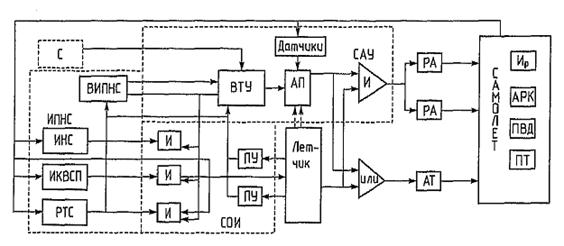 С
Датчики
САУ
ВИПНС
ВТУ
АП
И
РА
РА
САМОЛЕТ
Ир
АРК
ПВД
ПТ
ИПНС
ИНС
И
ИКВСП
И
РТС
И
ПУ
ПУ
Лет-
чик
или
АТ
СОИ